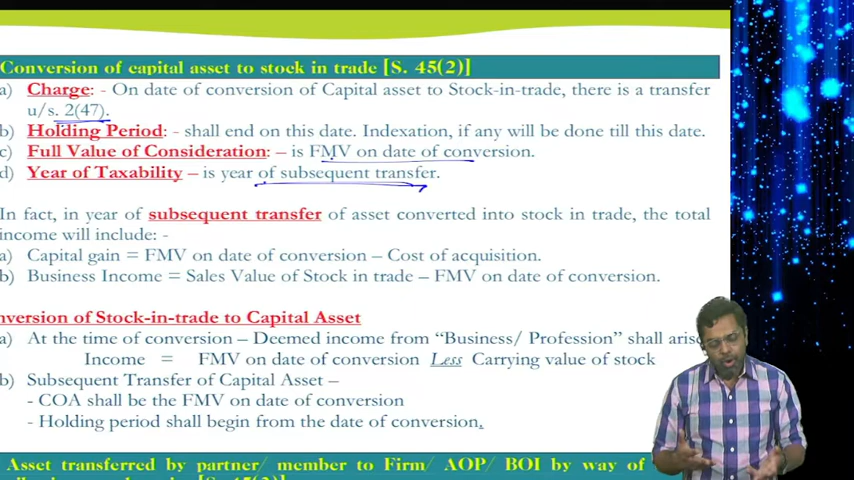 Conversion of capital asset to stock in trade [S. 45(2)]
a) Charge: - On date of conversion of Capital asset to Stock-in-trade, there is a transfer
u/s. 2(47).
b) Holding Period: - shall end on this date. Indexation, if any will be done till this date.
c) Full Value of Consideration: – is FMV on date of conversion.
d) Year of Taxability – is year of subsequent transfer.
In fact, in year of subsequent transfer of asset converted into stock in trade, the total
income will include: -
a) Capital gain = FMV on date of conversion – Cost of acquisition.
b) Business Income = Sales Value of Stock in trade – FMV on date of conversion.
nversion of Stock-in-trade to Capital Asset
a) At the time of conversion – Deemed income from “Business/ Profession” shall arise
Income = FMV on date of conversion Less Carrying value of stock
b) Subsequent Transfer of Capital Asset –
- COA shall be the FMV on date of conversion
- Holding period shall begin from the date of conversion.
Asset transferred by partner/ member to Firm/ AOP/ BOI by way of